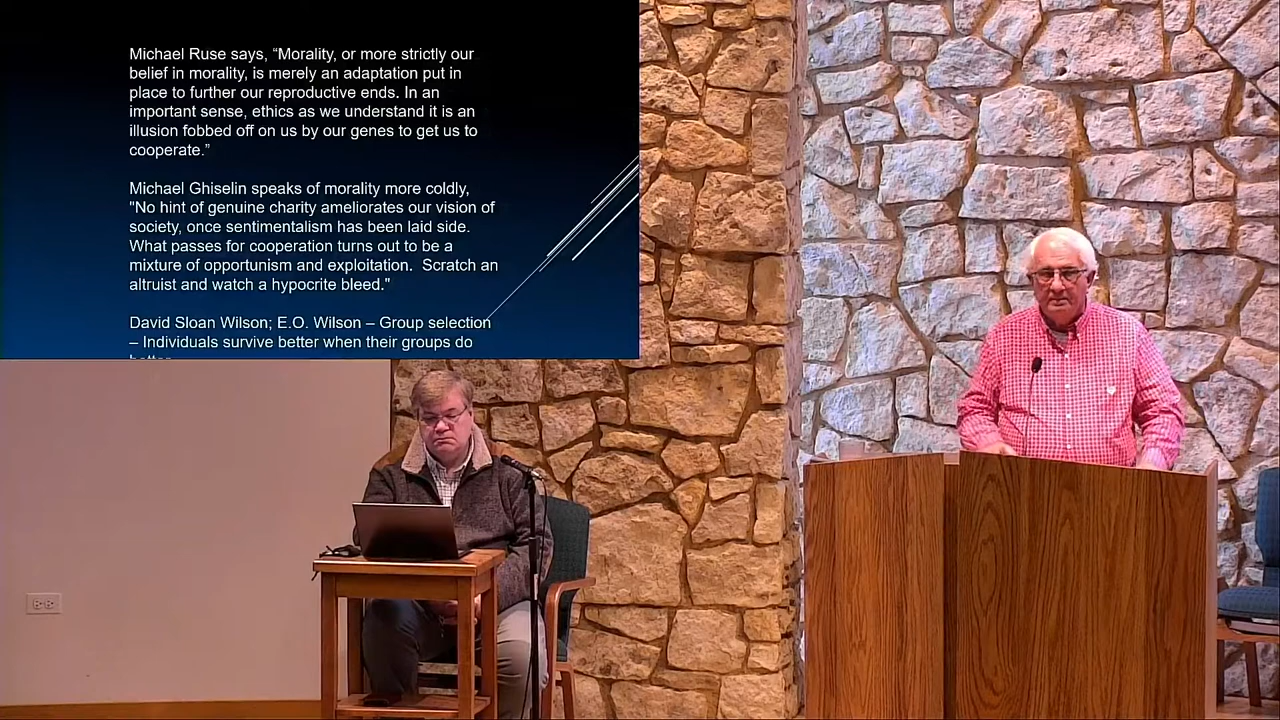 Michael Ruse says, “Morality, or more strictly our
belief in morality, is merely an adaptation put in
place to further our reproductive ends. In an
important sense, ethics as we understand it is an
illusion fobbed off on us by our genes to get us to
cooperate.”
Michael Ghiselin speaks of morality more coldly,
"No hint of genuine charity ameliorates our vision of
society, once sentimentalism has been laid side.
What passes for cooperation turns out to be a
mixture of opportunism and exploitation. Scratch an
altruist and watch a hypocrite bleed."
David Sloan Wilson; E.O. Wilson – Group selection
– Individuals survive better when their groups do